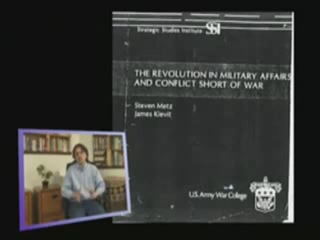 Strategic Studies Institute SSI
THE REVOLUTION IN MILITARY AFFAIRS
AND CONFLICT SHORT OF WAR
Steven Metz
James Kievit
U.S. Army War College